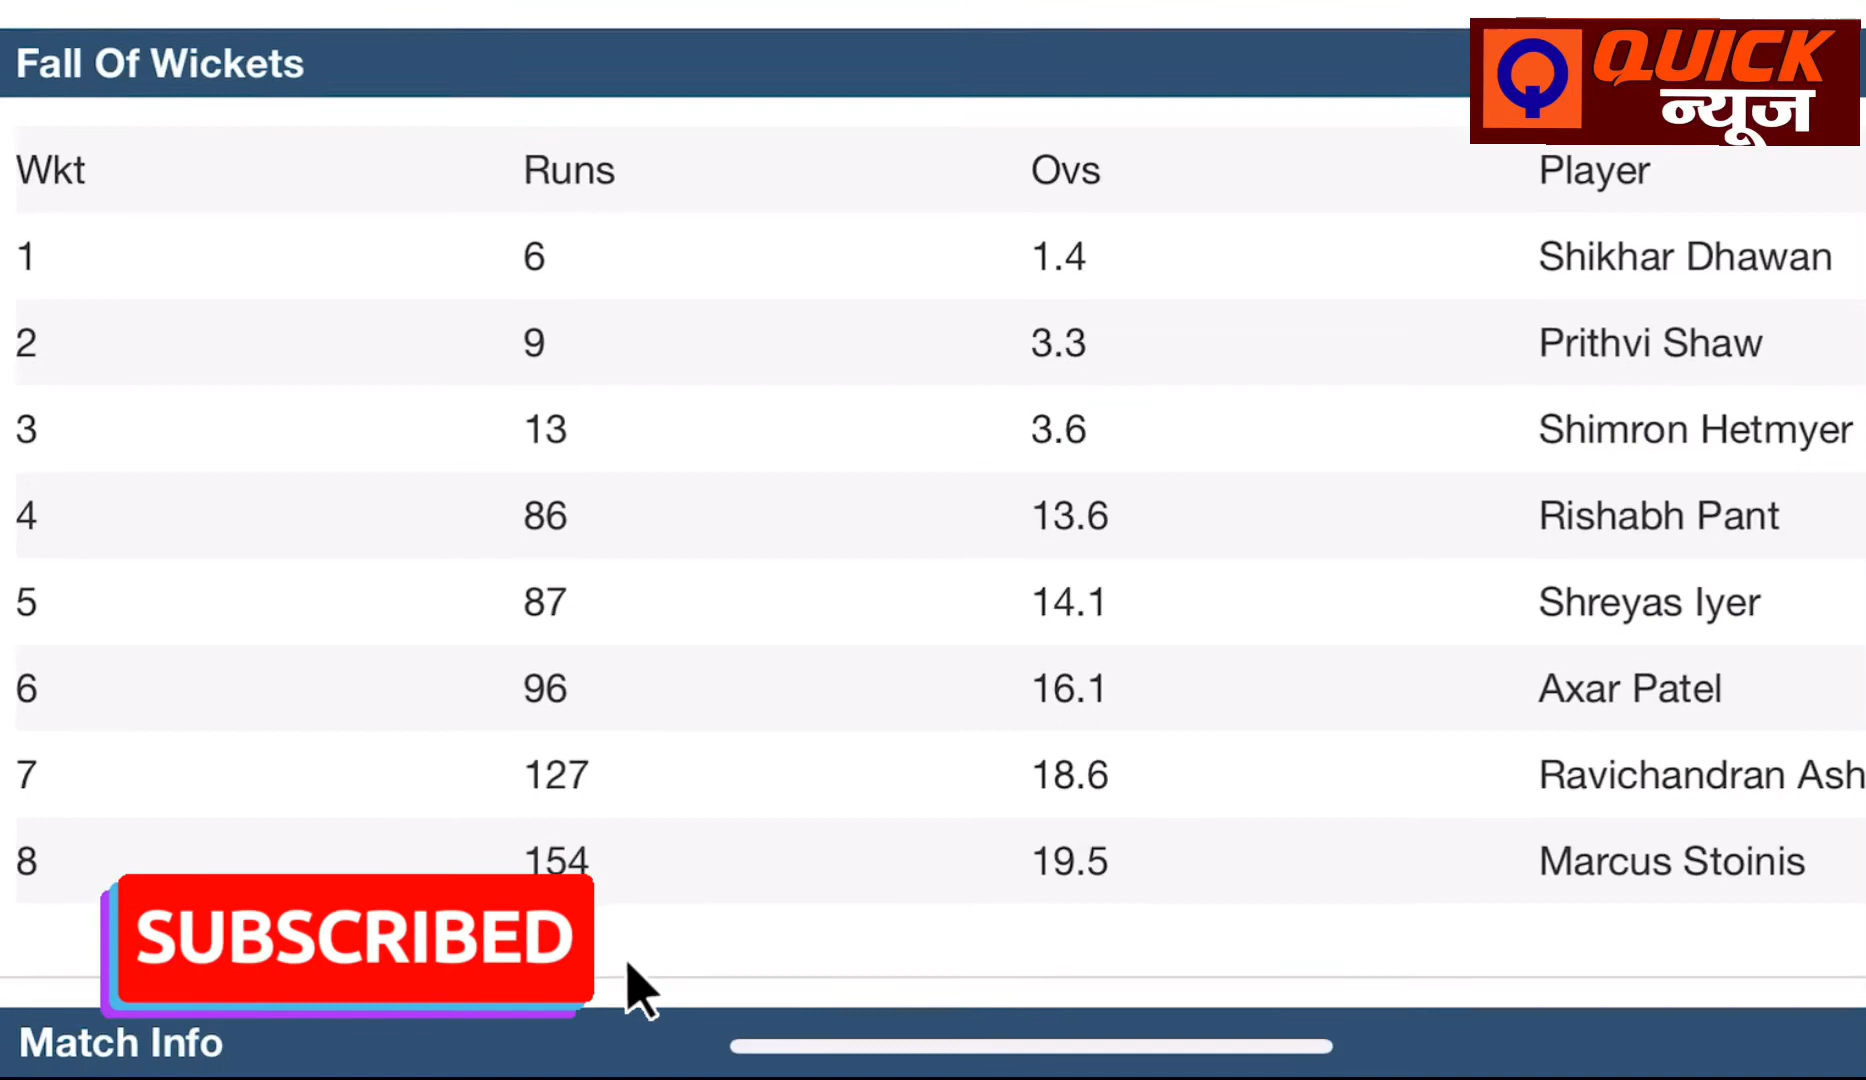 Fall Of Wickets
QUICK
न्यूज
Wkt Runs Ovs Player
1 6 1.4 Shikhar Dhawan
2 9 3.3 Prithvi Shaw
3 13 3.6 Shimron Hetmyer
4 86 13.6 Rishabh Pant
5 87 14.1 Shreyas Iyer
6 96 16.1 Axar Patel
7 127 18.6 Ravichandran Ash
8 154 19.5 Marcus Stoinis
SUBSCRIBED
Match Info